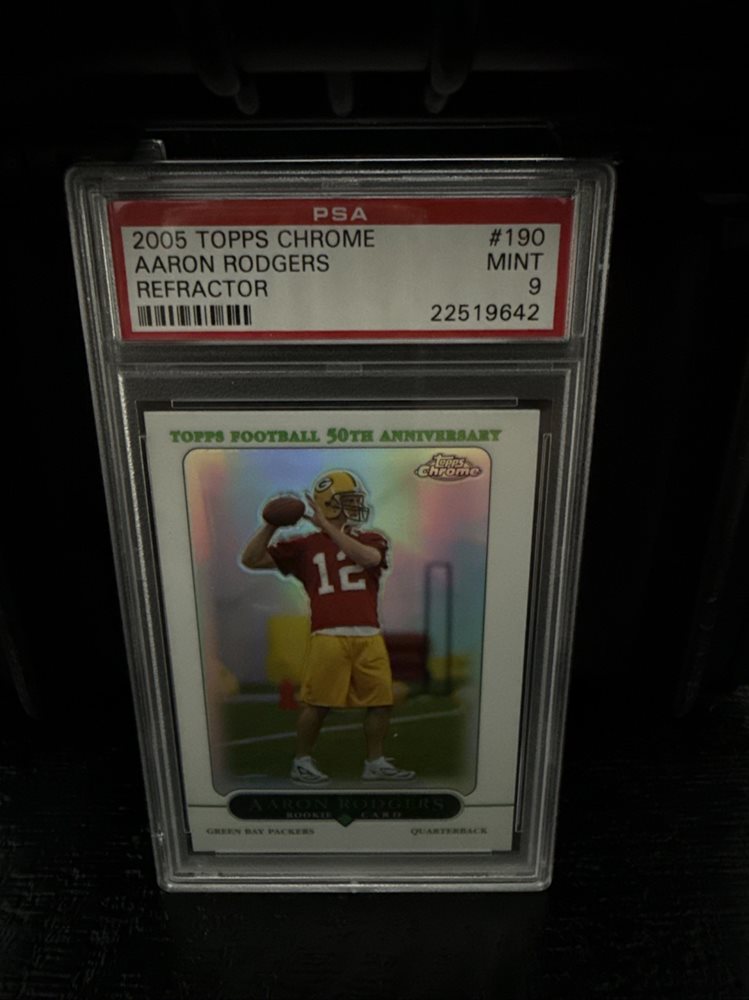 PSA
2005 TOPPS CHROME #190
AARON RODGERS MINT
REFRACTOR 9
22519642
TOPPS FOOTBALL 50TH ANNIVERSARY
Topps
Chrome
G
12
AARON RODGERS
ROOKIE CARD
GREEN BAY PACKERS QUARTERBACK